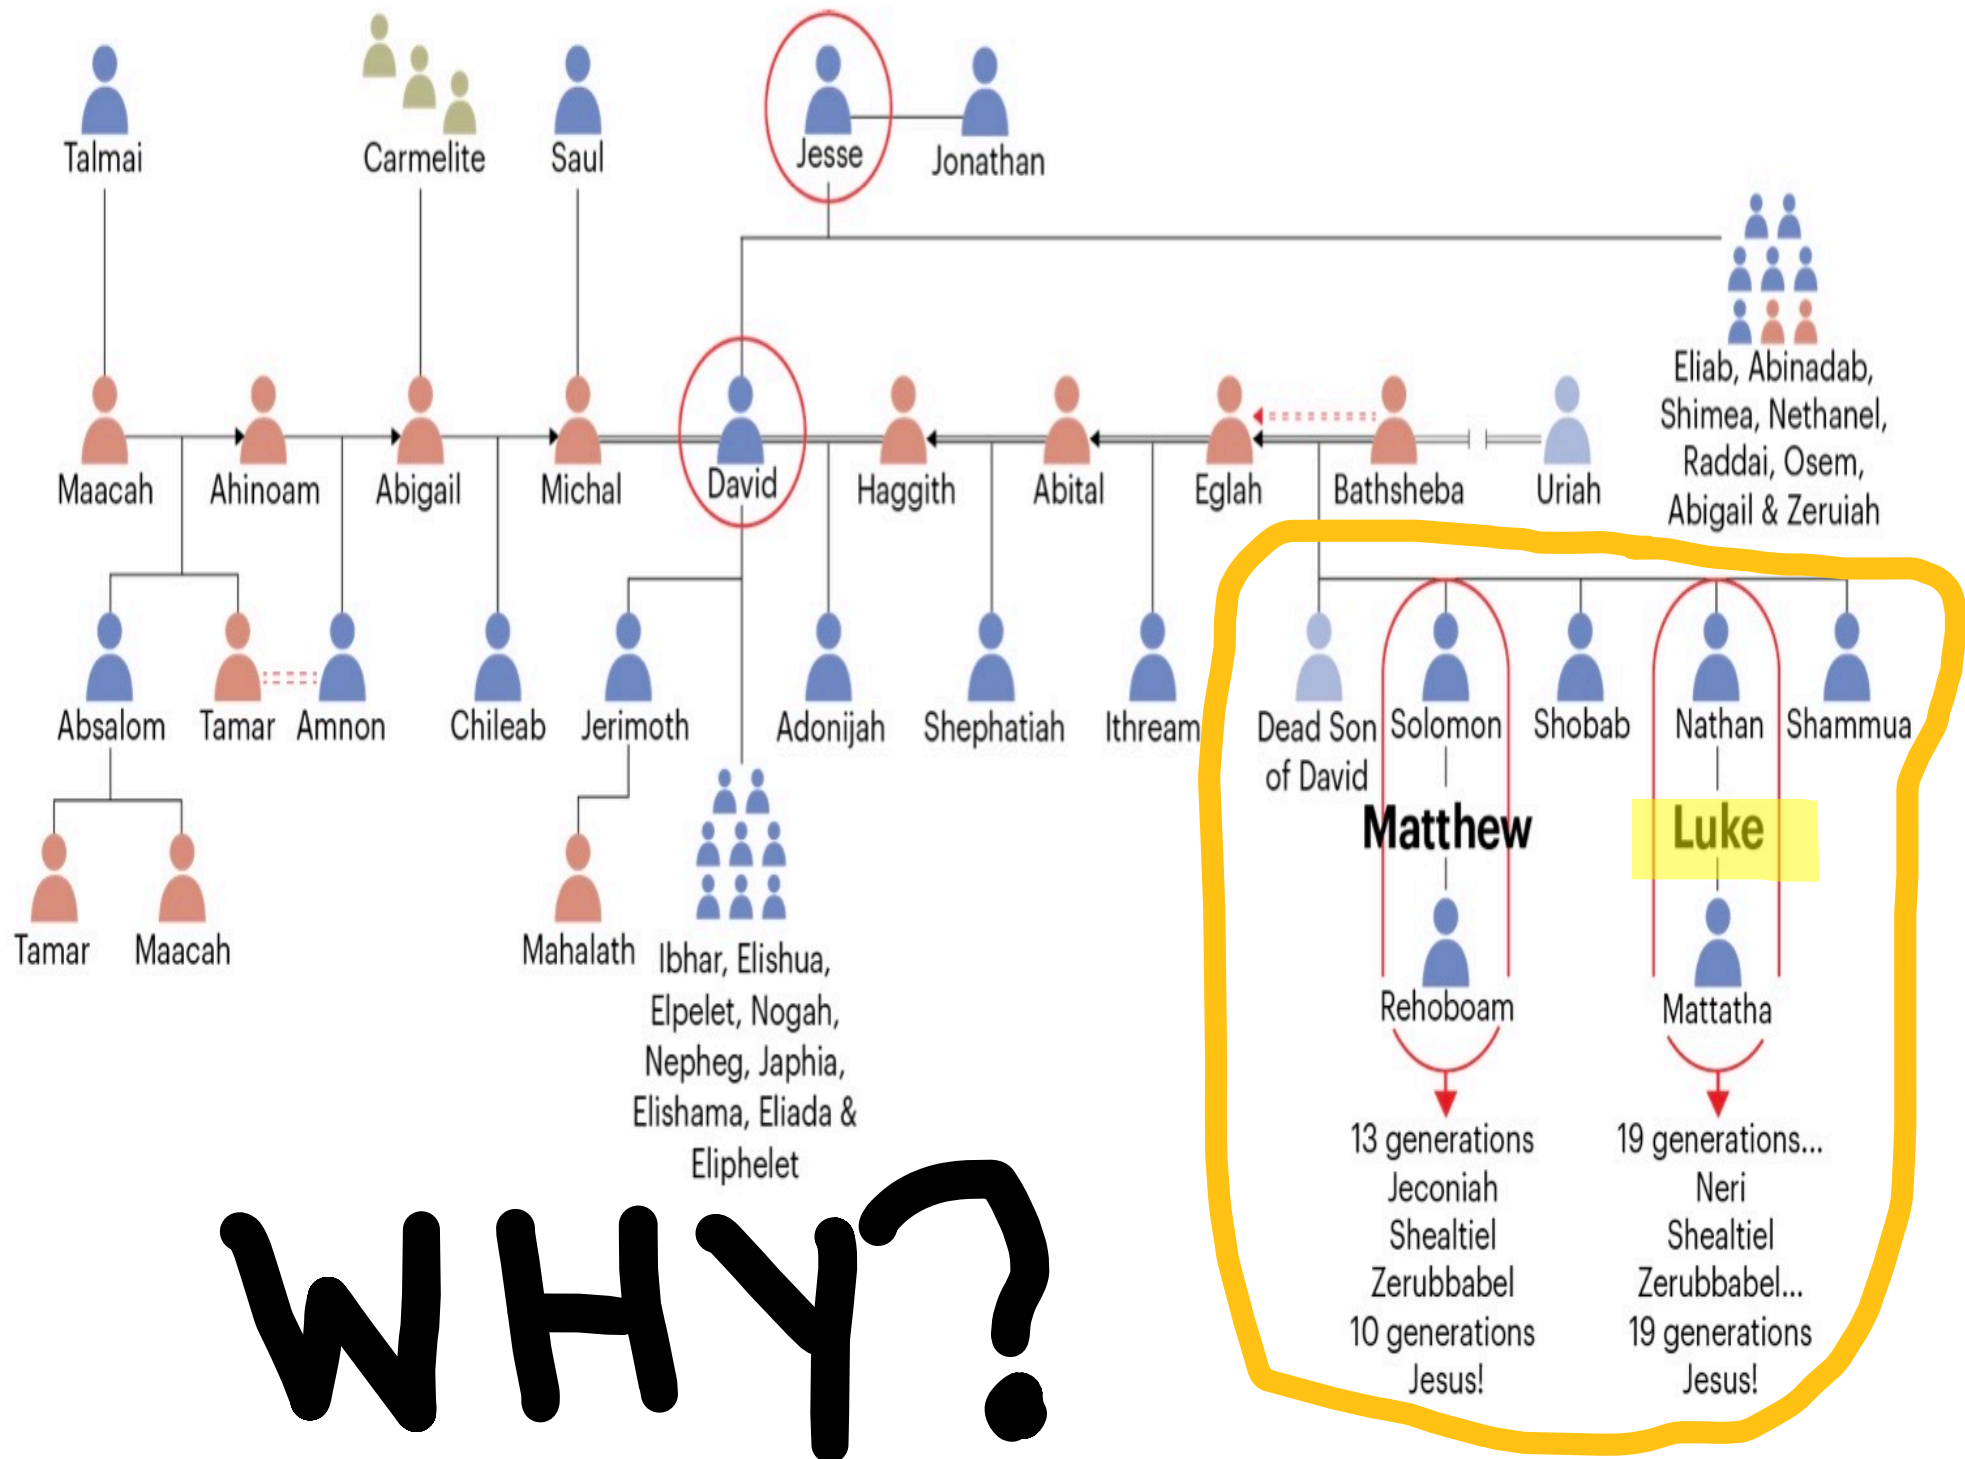 Talmai
Carmelite
Saul
Jesse
Jonathan
Eliab, Abinadab,
Shimea, Nethanel,
Raddai, Osem,
Abigail & Zeruiah
Maacah
Ahinoam
Abigail
Michal
David
Haggith
Abital
Eglah
Bathsheba
Uriah
Absalom
Tamar
Amnon
Chileab
Jerimoth
Adonijah
Shephatiah
Ithream
Dead Son
of David
Solomon
Shobab
Nathan
Shammua
Matthew
Luke
Tamar
Maacah
Mahalath
Ibhar, Elishua,
Elpelet, Nogah,
Nepheg, Japhia,
Elishama, Eliada &
Eliphelet
Rehoboam
Mattatha
13 generations
Jeconiah
Shealtiel
Zerubbabel
10 generations
Jesus!
19 generations...
Neri
Shealtiel
Zerubbabel...
19 generations
Jesus!
WHY?